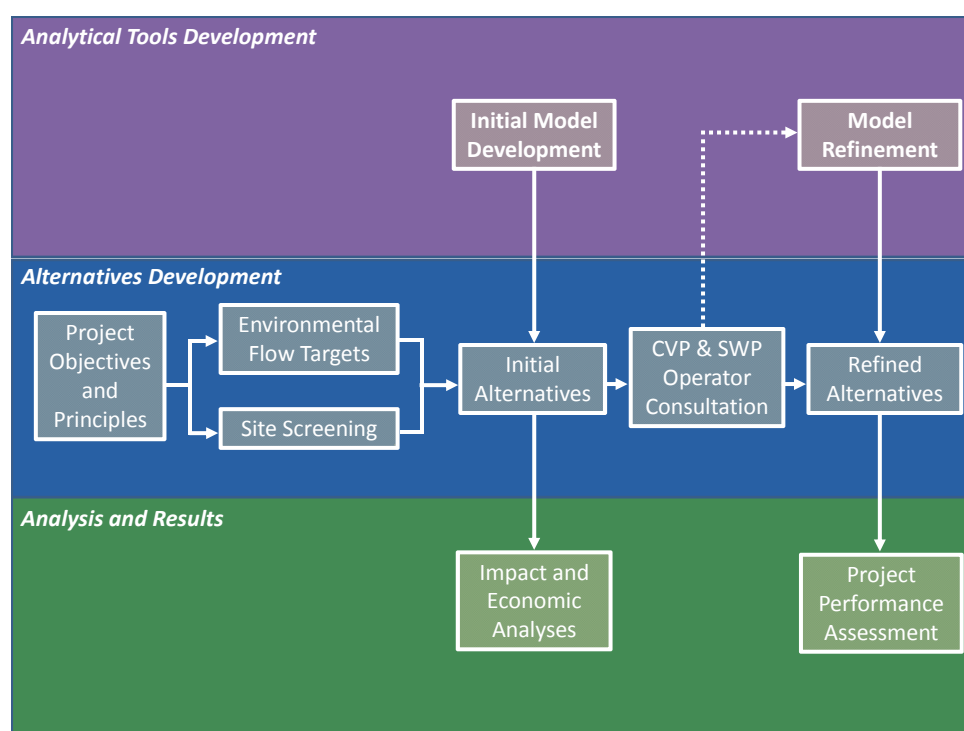 Analytical Tools Development
Initial Model
Development
Model
Refinement
Alternatives Development
Project
Objectives
and
Principles
Environmental
Flow Targets
Site Screening
Initial
Alternatives
CVP & SWP
Operator
Consultation
Refined
Alternatives
Analysis and Results
Impact and
Economic
Analyses
Project
Performance
Assessment